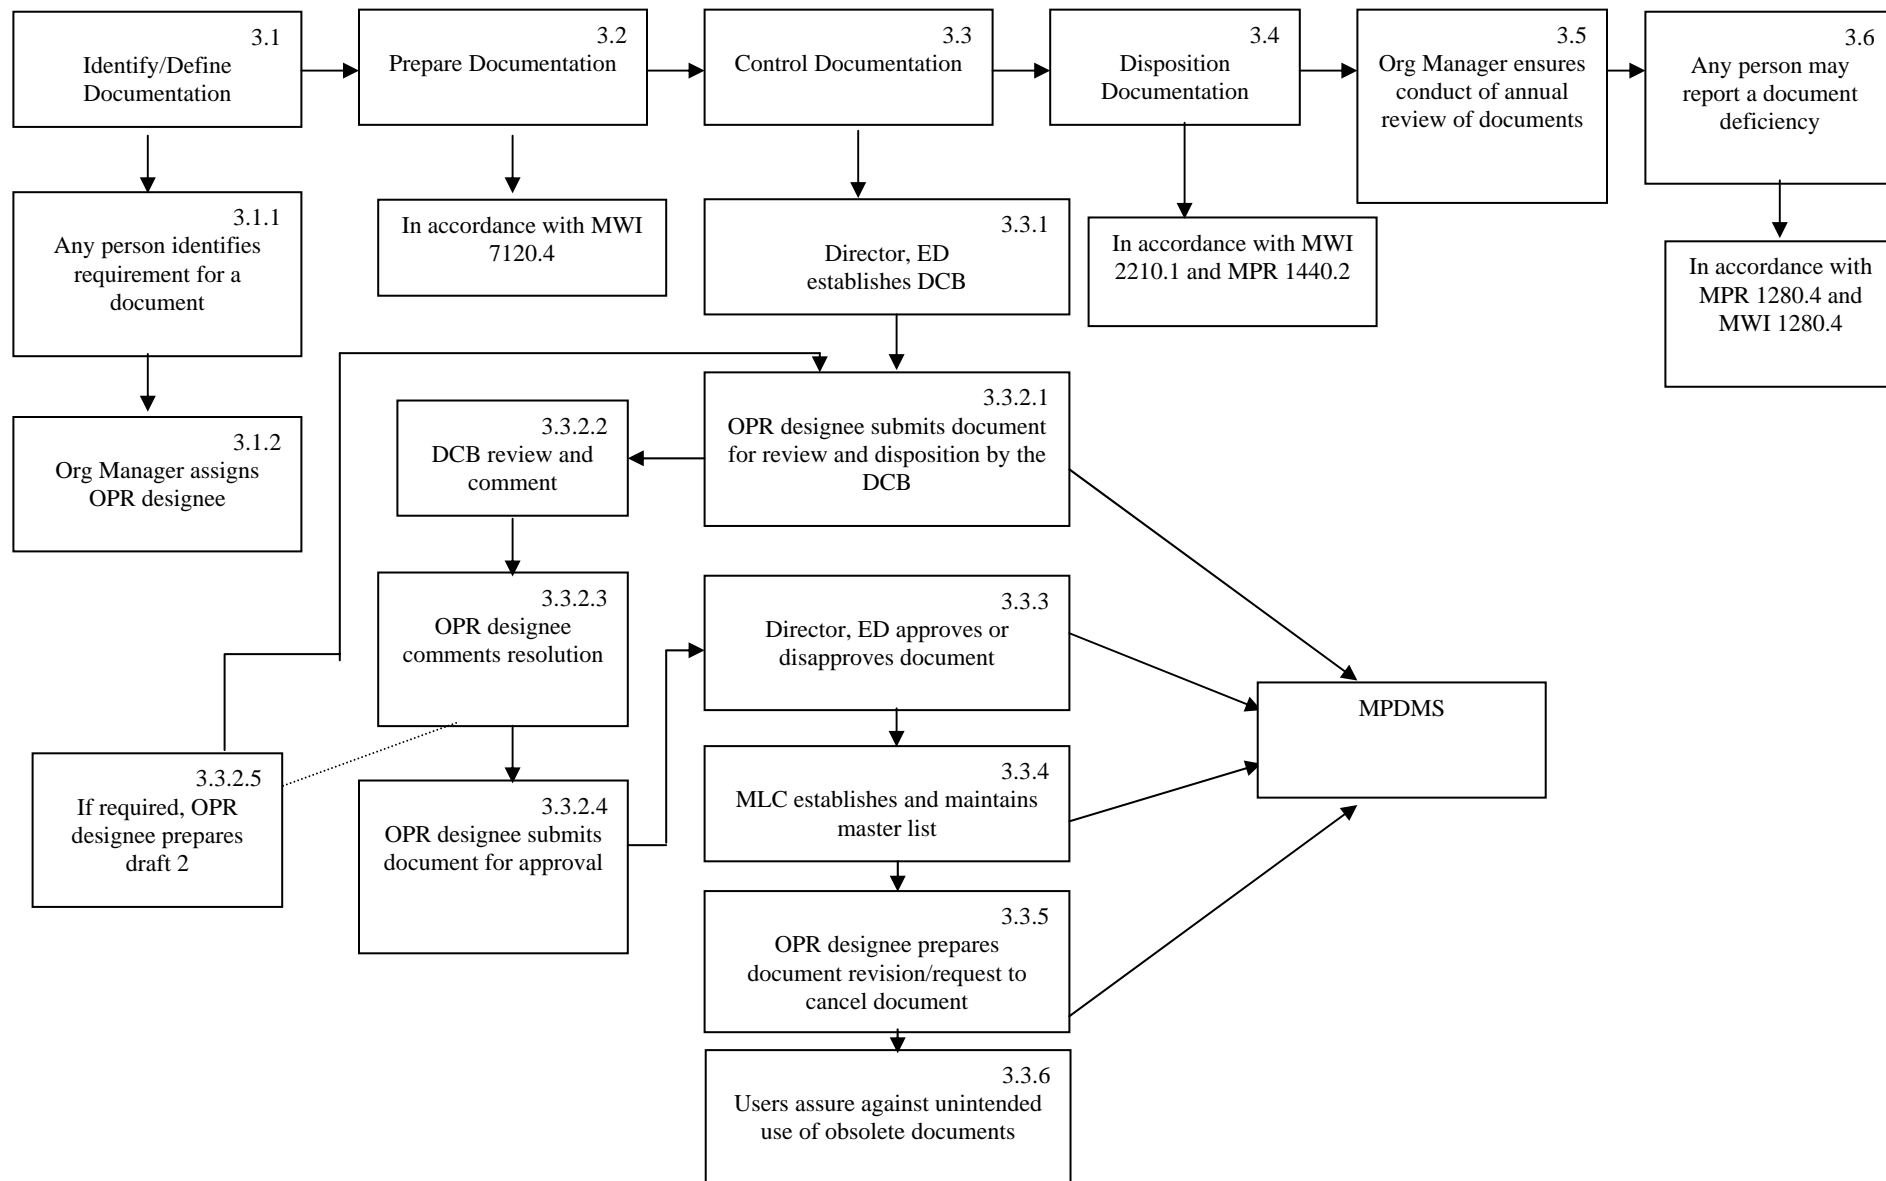 3.1
Identify/Define
Documentation
3.2
Prepare Documentation
3.3
Control Documentation
3.4
Disposition
Documentation
3.5
Org Manager ensures
conduct of annual
review of documents
3.6
Any person may
report a document
deficiency
3.1.1
Any person identifies
requirement for a
document
In accordance with MWI
7120.4
3.3.1
Director, ED
establishes DCB
In accordance with MWI
2210.1 and MPR 1440.2
In accordance with
MPR 1280.4 and
MWI 1280.4
3.1.2
Org Manager assigns
OPR designee
3.3.2.2
DCB review and
comment
3.3.2.1
OPR designee submits document
for review and disposition by the
DCB
3.3.2.3
OPR designee
comments resolution
3.3.3
Director, ED approves or
disapproves document
MPDMS
3.3.2.5
If required, OPR
designee prepares
draft 2
3.3.2.4
OPR designee submits
document for approval
3.3.4
MLC establishes and maintains
master list
3.3.5
OPR designee prepares
document revision/request to
cancel document
3.3.6
Users assure against unintended
use of obsolete documents